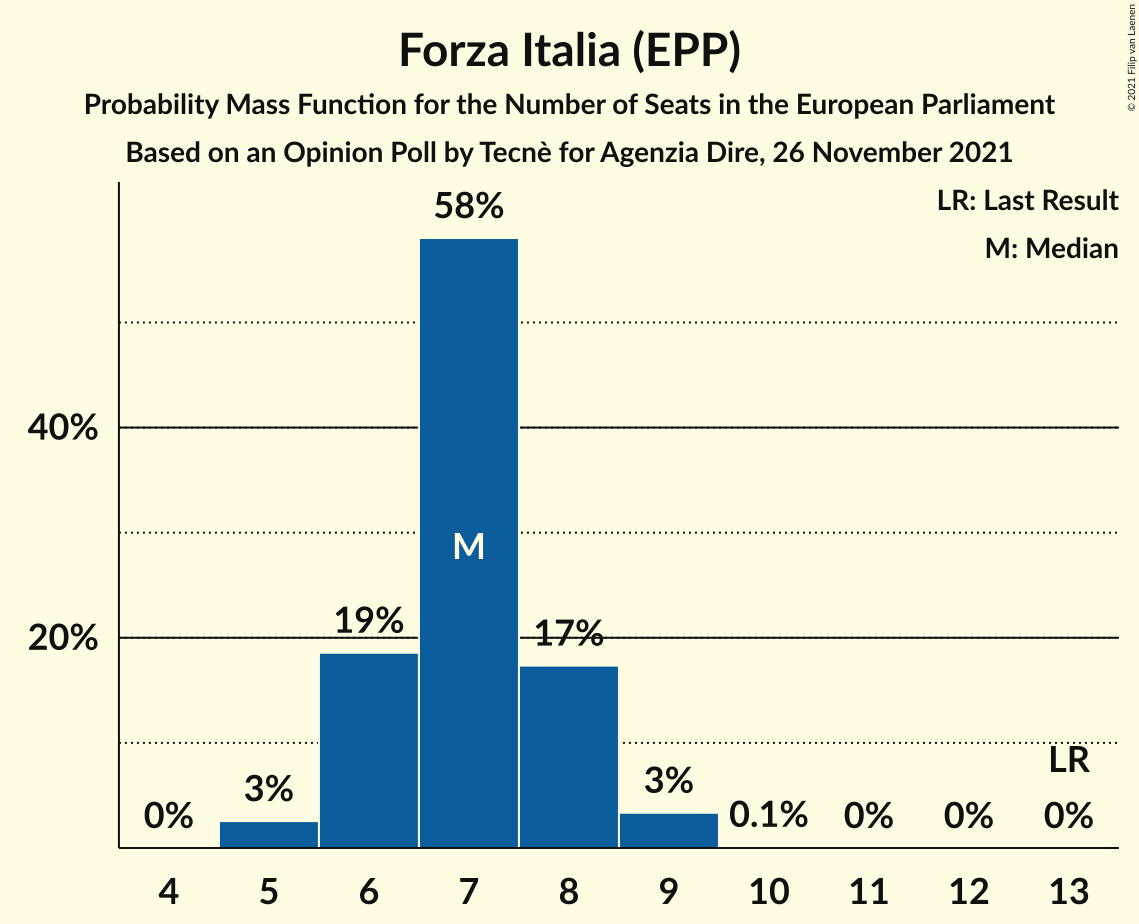 Forza Italia (EPP)
Probability Mass Function for the Number of Seats in the European Parliament
Based on an Opinion Poll by Tecnè for Agenzia Dire, 26 November 2021
© 2021 Filip van Laenen
LR: Last Result
M: Median
58%
40%
M
19%
17%
20%
LR
3%
3%
0%
0.1%
0%
0%
0%
4 5 6 7 8 9 10 11 12 13